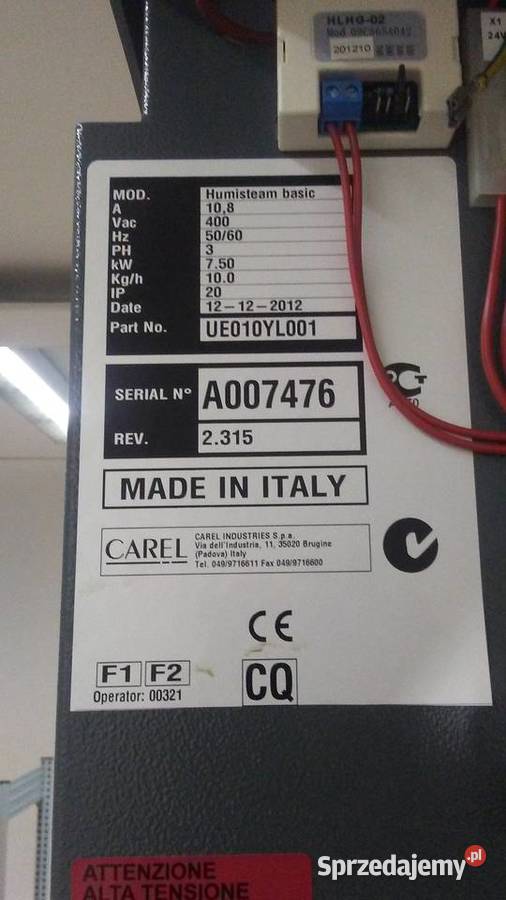 HLHG-02
201210
X1
24V
MOD. Humisteam basic
A 10,8
Vac 400
Hz 50/60
PH 3
kW 7.50
Kg/h 10.0
IP 20
Date 12-12-2012
Part No. UE010YL001
SERIAL N° A007476
REV. 2.315
MADE IN ITALY
CAREL
CAREL INDUSTRIES S.p.a.
Via dell'Industria, 11, 35020 Brugine
(Padova) Italy
Tel. 049/9716611 Fax 049/9716600
CE
F1 F2
CQ
Operator: 00321
ATTENZIONE
ALTA TENSIONE
Sprzedajemy.pl